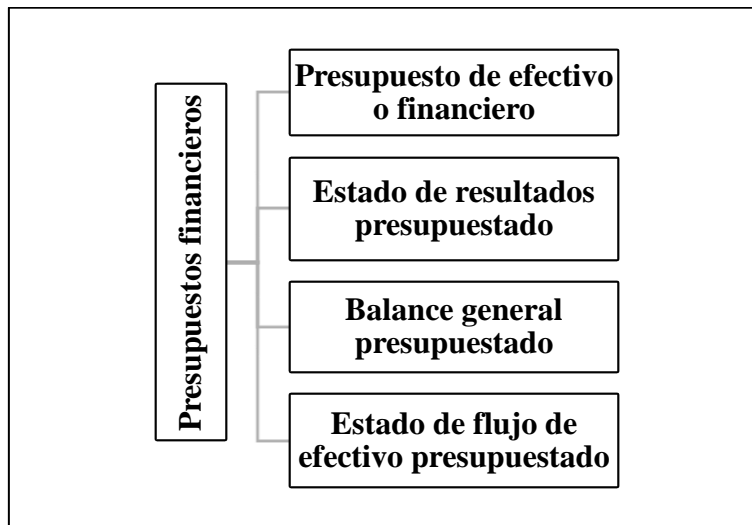 Presupuestos financieros
Presupuesto de efectivo
o financiero
Estado de resultados
presupuestado
Balance general
presupuestado
Estado de flujo de
efectivo presupuestado